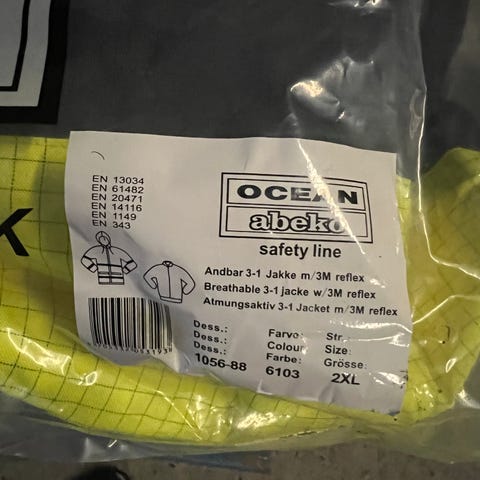 EN 13034
EN 61482
EN 20471
EN 14116
EN 1149
EN 343
OCEAN
abeko
safety line
Åndbar 3-1 Jakke m/3M reflex
Breathable 3-1 jacke w/3M reflex
Atmungsaktiv 3-1 Jacket m/3M reflex
Dess.: Farve: Str.:
Dess.: Colour: Size:
Dess.: Farbe: Grösse:
1056-88 6103 2XL
K